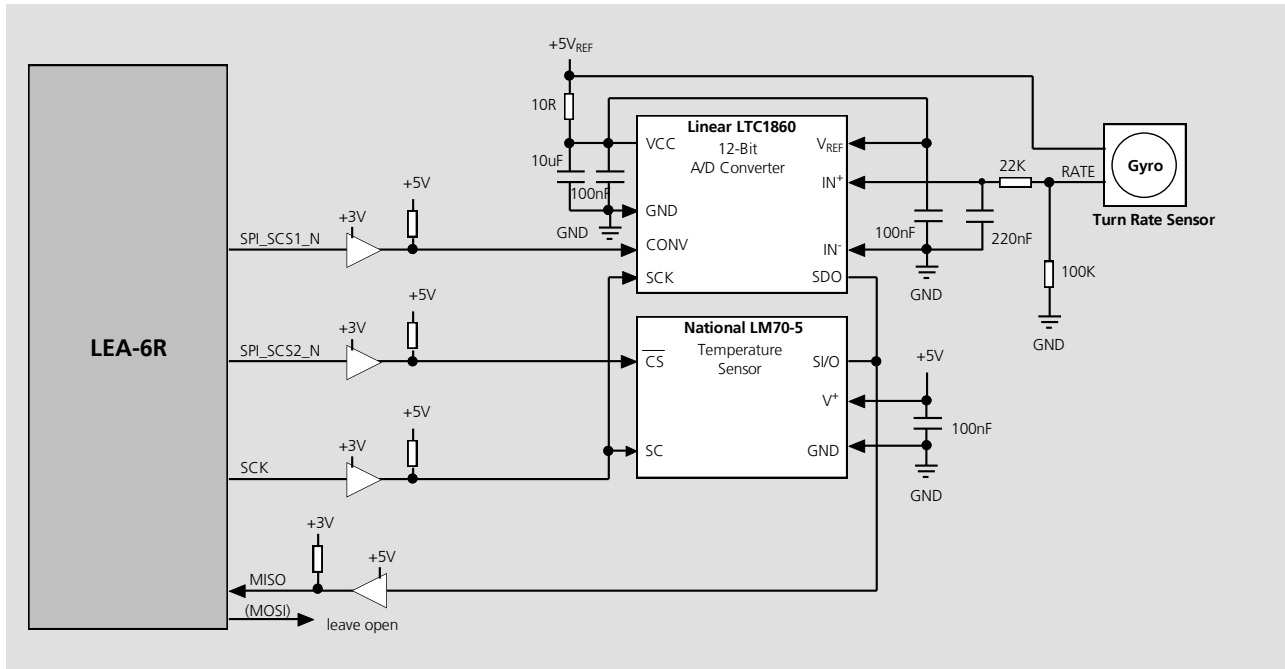 +5VREF
10R
Linear LTC1860
12-Bit
A/D Converter
VCC
VREF
10uF
100nF
IN+
22K
RATE
Gyro
Turn Rate Sensor
+5V
+3V
GND
GND
SPI_SCS1_N
CONV
IN-
100nF
220nF
SCK
SDO
GND
100K
GND
+5V
National LM70-5
LEA-6R
+3V
SPI_SCS2_N
CS
Temperature
Sensor
SI/O
+5V
V+
+5V
100nF
+3V
SCK
SC
GND
GND
+3V
+5V
MISO
(MOSI)
leave open